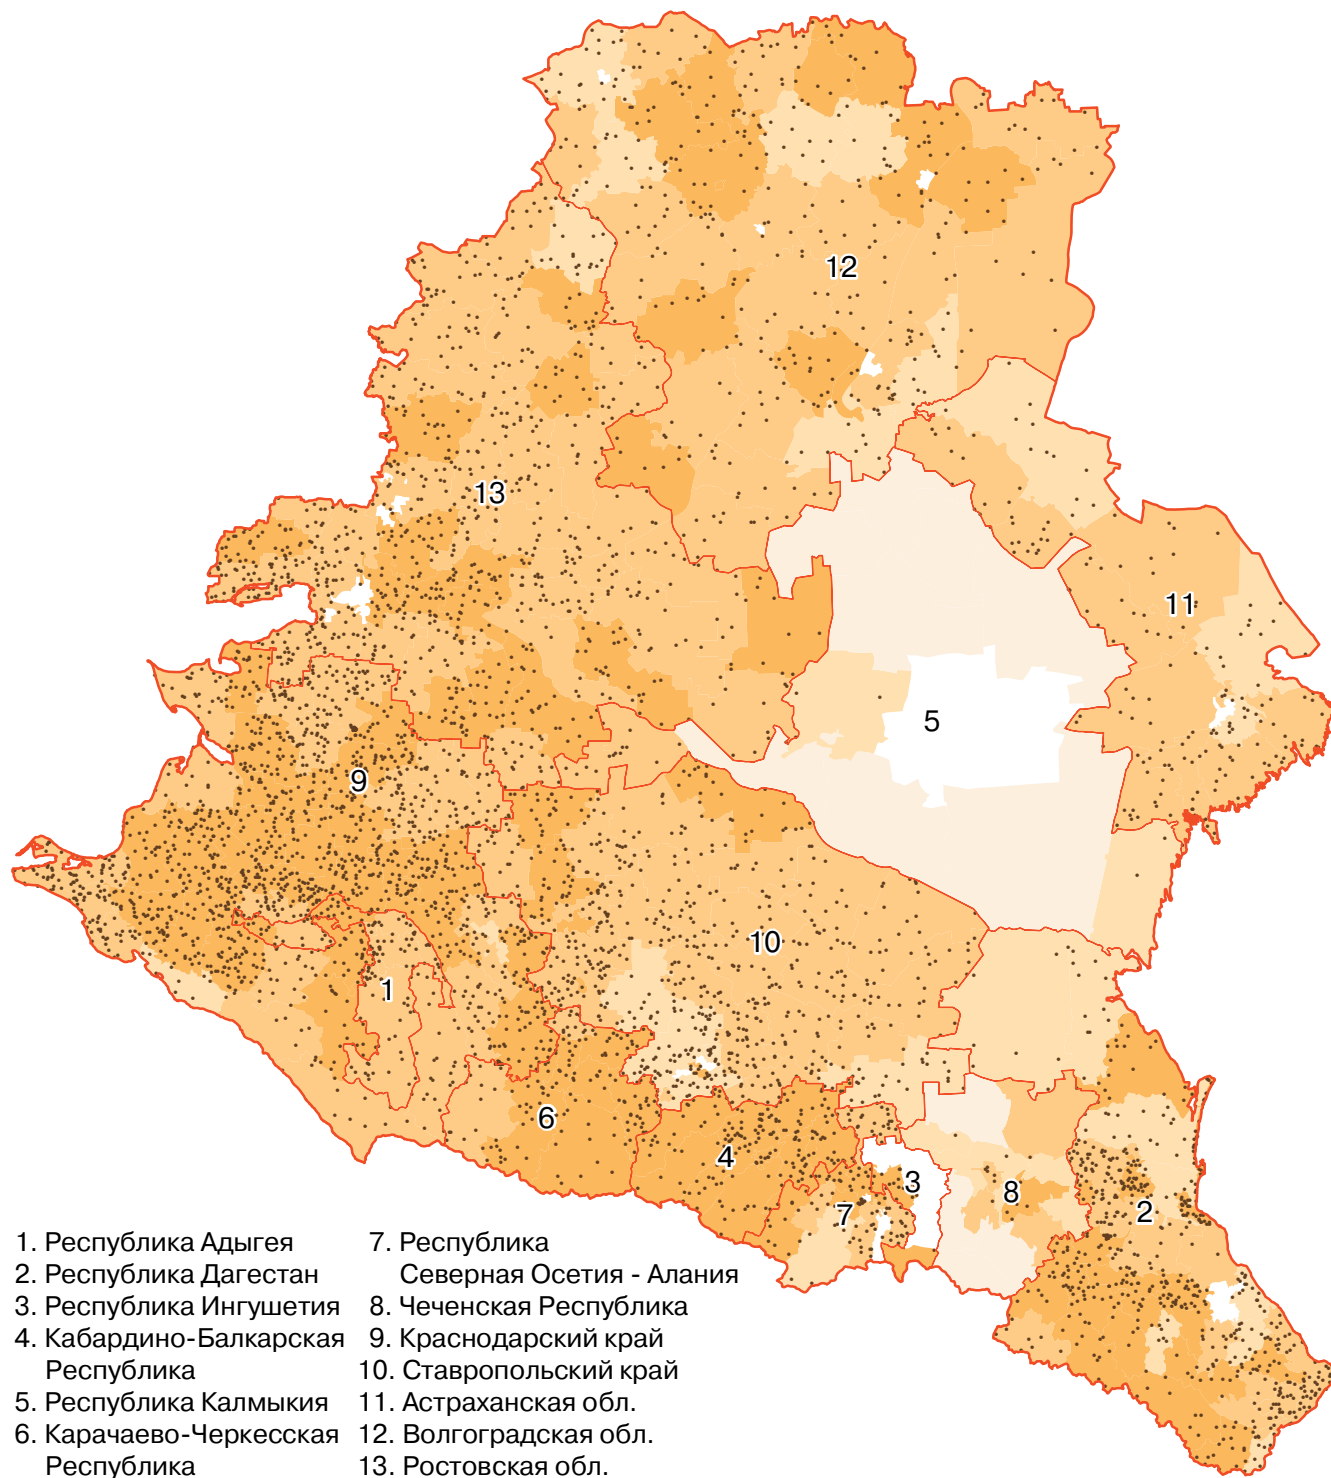 12
13
11
5
9
10
1
6
4
3
8
7
2
1. Республика Адыгея
2. Республика Дагестан
3. Республика Ингушетия
4. Кабардино-Балкарская
Республика
5. Республика Калмыкия
6. Карачаево-Черкесская
Республика
7. Республика
Северная Осетия - Алания
8. Чеченская Республика
9. Краснодарский край
10. Ставропольский край
11. Астраханская обл.
12. Волгоградская обл.
13. Ростовская обл.